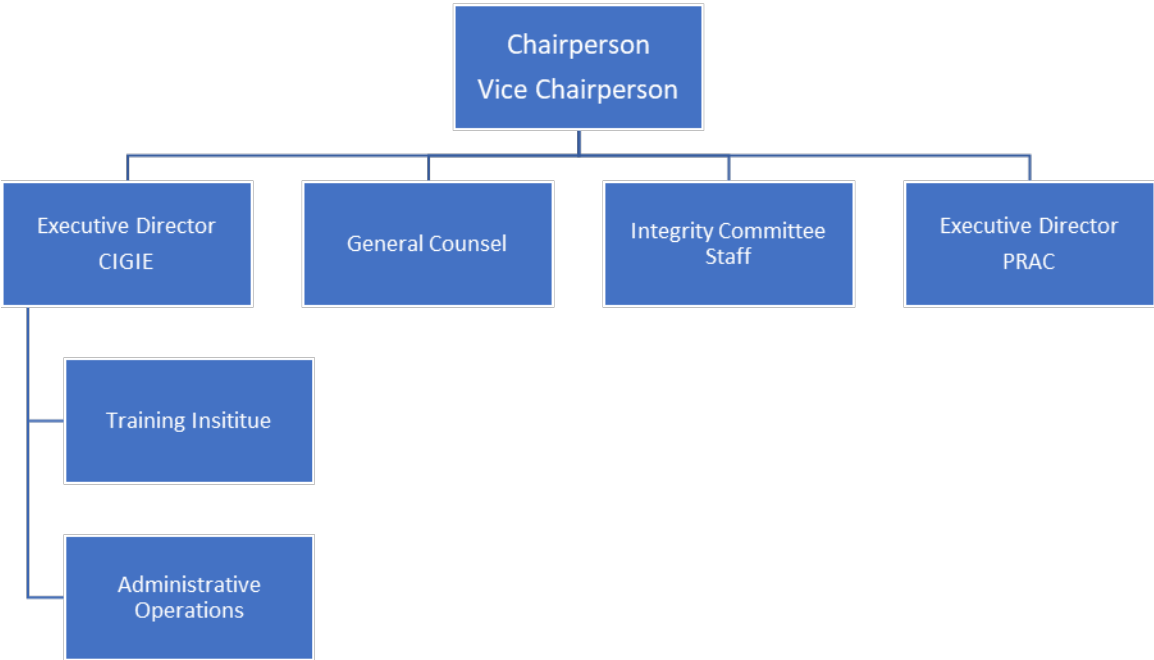 Chairperson
Vice Chairperson
Executive Director
CIGIE
General Counsel
Integrity Committee
Staff
Executive Director
PRAC
Training Insititue
Administrative
Operations